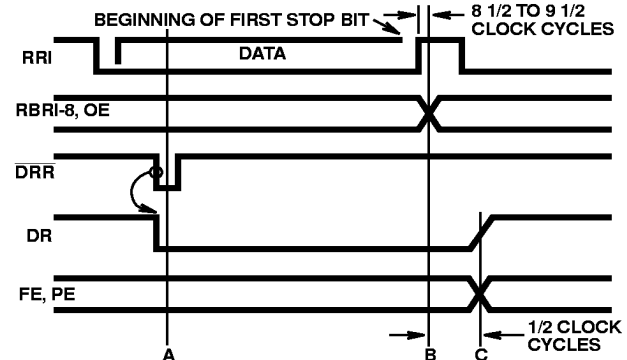 BEGINNING OF FIRST STOP BIT
8 1/2 TO 9 1/2
CLOCK CYCLES
RRI
DATA
RBRI-8, OE
DRR
DR
FE, PE
1/2 CLOCK
CYCLES
A
B
C